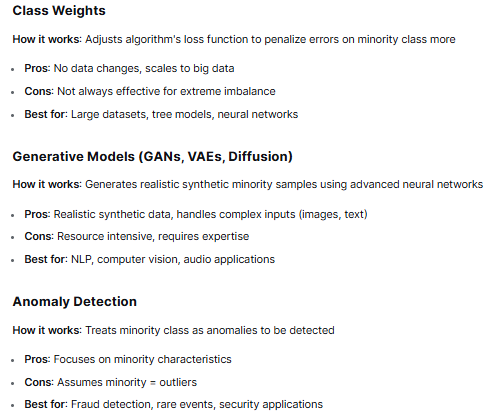 Class Weights
How it works: Adjusts algorithm's loss function to penalize errors on minority class more
• Pros: No data changes, scales to big data
• Cons: Not always effective for extreme imbalance
• Best for: Large datasets, tree models, neural networks
Generative Models (GANs, VAEs, Diffusion)
How it works: Generates realistic synthetic minority samples using advanced neural networks
• Pros: Realistic synthetic data, handles complex inputs (images, text)
• Cons: Resource intensive, requires expertise
• Best for: NLP, computer vision, audio applications
Anomaly Detection
How it works: Treats minority class as anomalies to be detected
• Pros: Focuses on minority characteristics
• Cons: Assumes minority = outliers
• Best for: Fraud detection, rare events, security applications